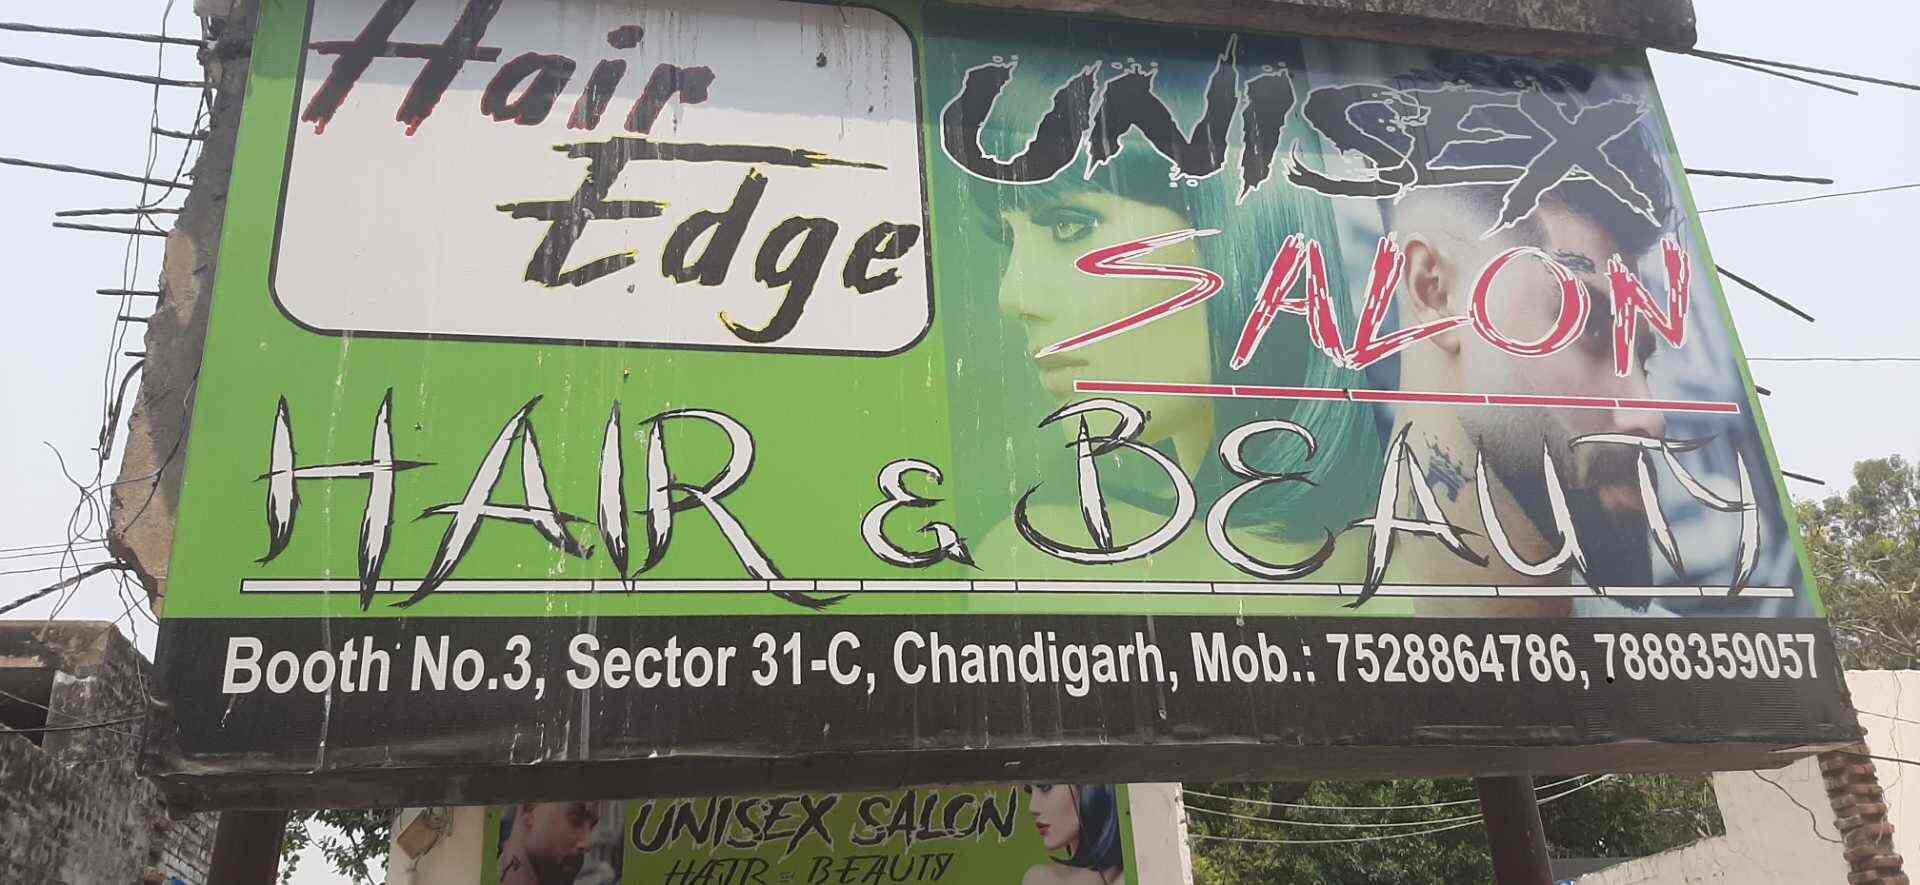 Hair
Edge
UNISEX
SALON
HAIR & BEAUTY
Booth No.3, Sector 31-C, Chandigarh, Mob.: 7528864786, 7888359057
UNISEX SALON
HAIR & BEAUTY